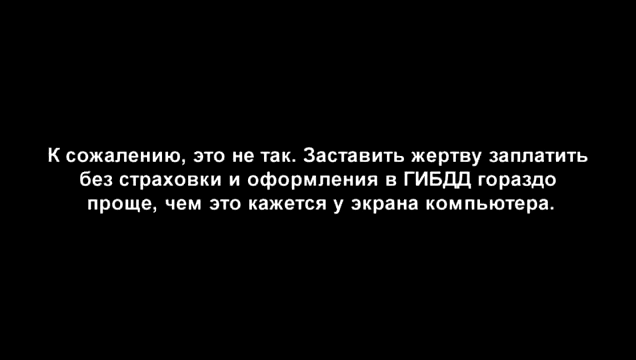 К сожалению, это не так. Заставить жертву заплатить
без страховки и оформления в ГИБДД гораздо
проще, чем это кажется у экрана компьютера.